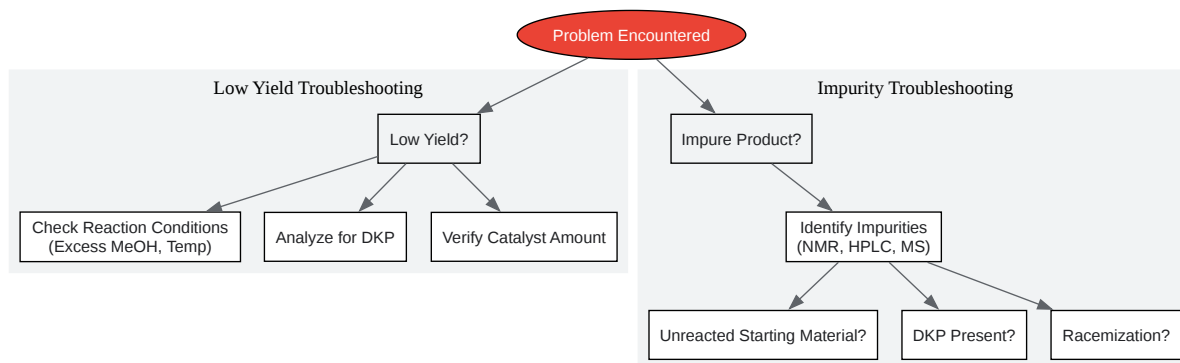 Problem Encountered
Low Yield Troubleshooting
Impurity Troubleshooting
Low Yield?
Impure Product?
Check Reaction Conditions
(Excess MeOH, Temp)
Analyze for DKP
Verify Catalyst Amount
Identify Impurities
(NMR, HPLC, MS)
Unreacted Starting Material?
DKP Present?
Racemization?